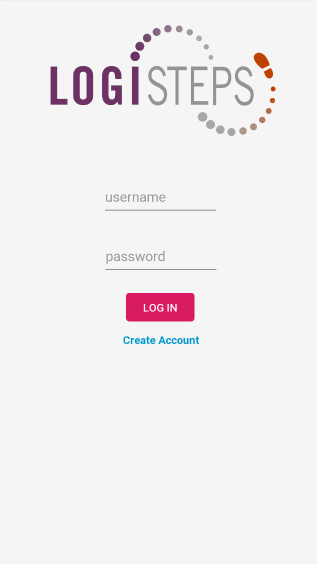 LOGISTEPS
username
password
LOG IN
Create Account